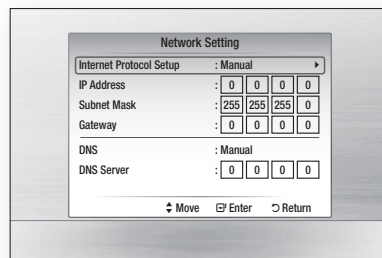 Network Setting
Internet Protocol Setup : Manual ▶
IP Address : 0 0 0 0
Subnet Mask : 255 255 255 0
Gateway : 0 0 0 0
DNS : Manual
DNS Server : 0 0 0 0
Move Enter Return